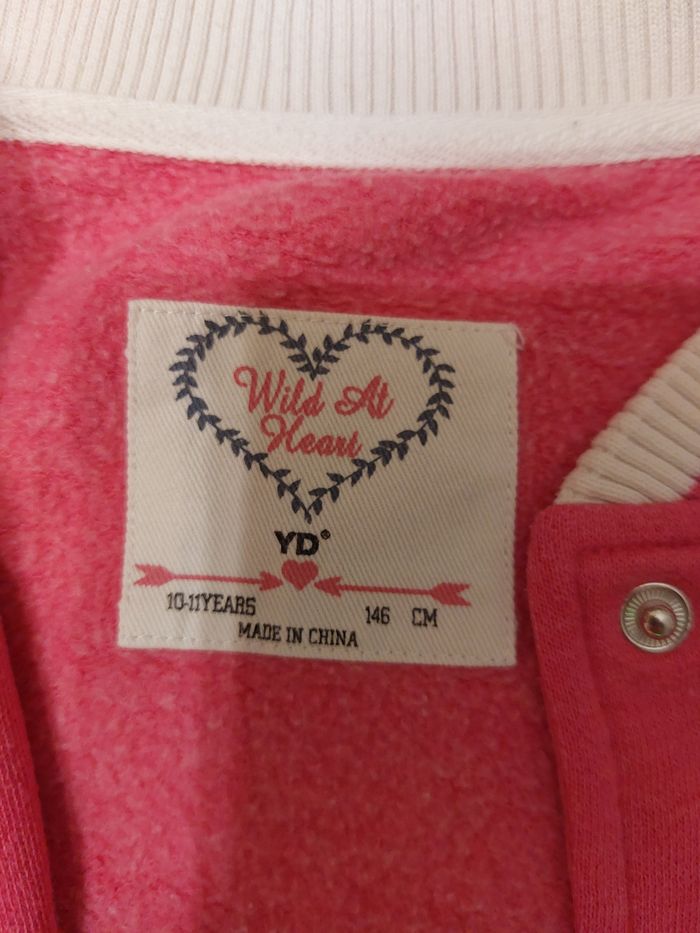 Wild At
Heart
YD®
10-11YEARS
146 CM
MADE IN CHINA